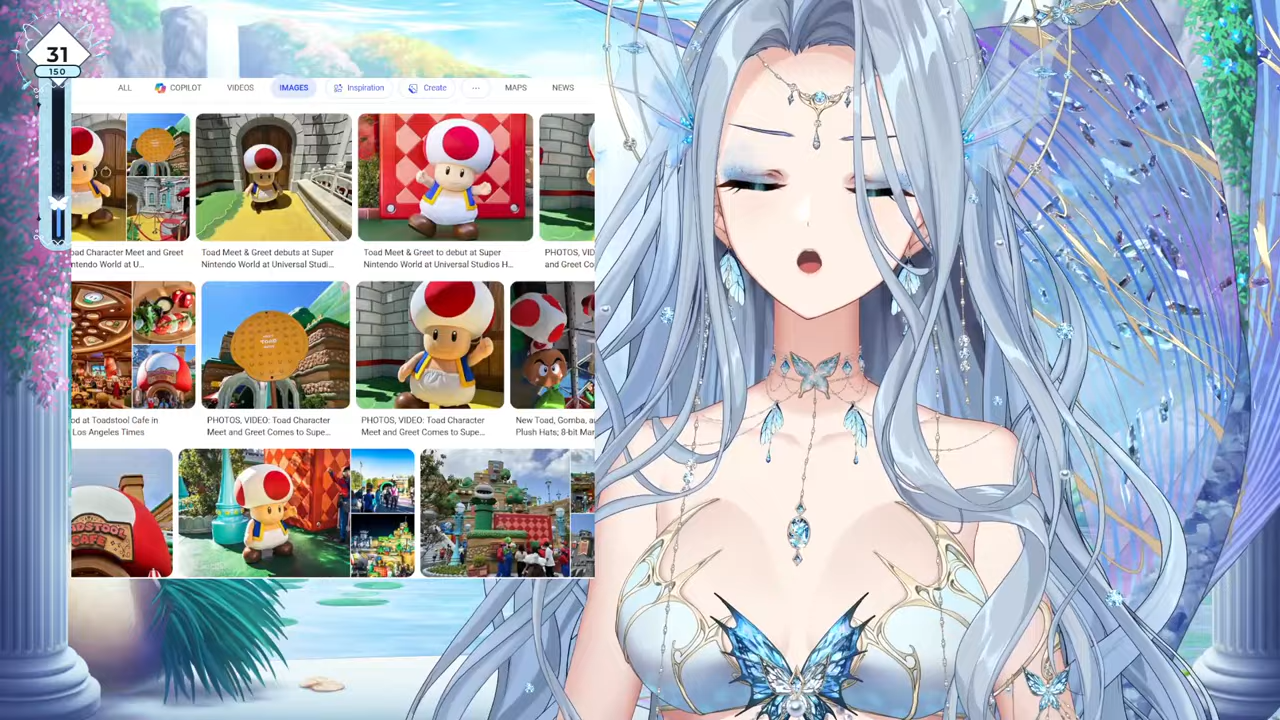 31
150
ALL
COPILOT
VIDEOS
IMAGES
Inspiration
Create
...
MAPS
NEWS
oad Character Meet and Greet
ntendo World at U...
Toad Meet & Greet debuts at Super
Nintendo World at Universal Studi...
Toad Meet & Greet to debut at Super
Nintendo World at Universal Studios H...
PHOTOS, VID
and Greet Co
od at Toadstool Cafe in
Los Angeles Times
PHOTOS, VIDEO: Toad Character
Meet and Greet Comes to Supe...
PHOTOS, VIDEO: Toad Character
Meet and Greet Comes to Supe...
New Toad, Gomba, a
Plush Hats; 8-bit Mar
TOAD
ADSTOOL
CAFE